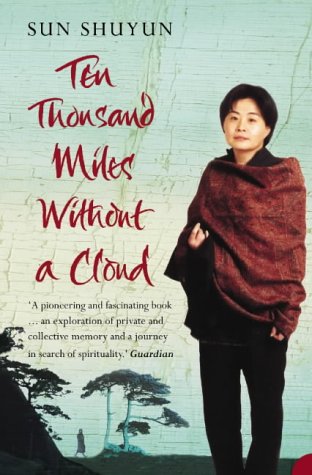 SUN SHUYUN
Ten
Thousand
Miles
Without
a Cloud
‘A pioneering and fascinating book
... an exploration of private and
collective memory and a journey
in search of spirituality.’ Guardian